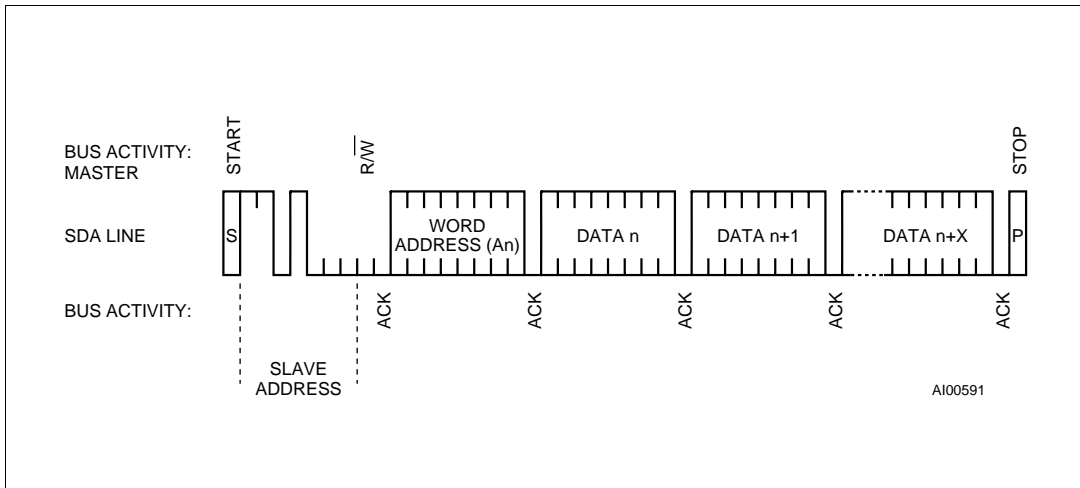 BUS ACTIVITY:
MASTER
START
R/W
STOP
SDA LINE
S
WORD
ADDRESS (An)
DATA n
DATA n+1
DATA n+X
P
BUS ACTIVITY:
ACK
ACK
ACK
ACK
ACK
SLAVE
ADDRESS
AI00591